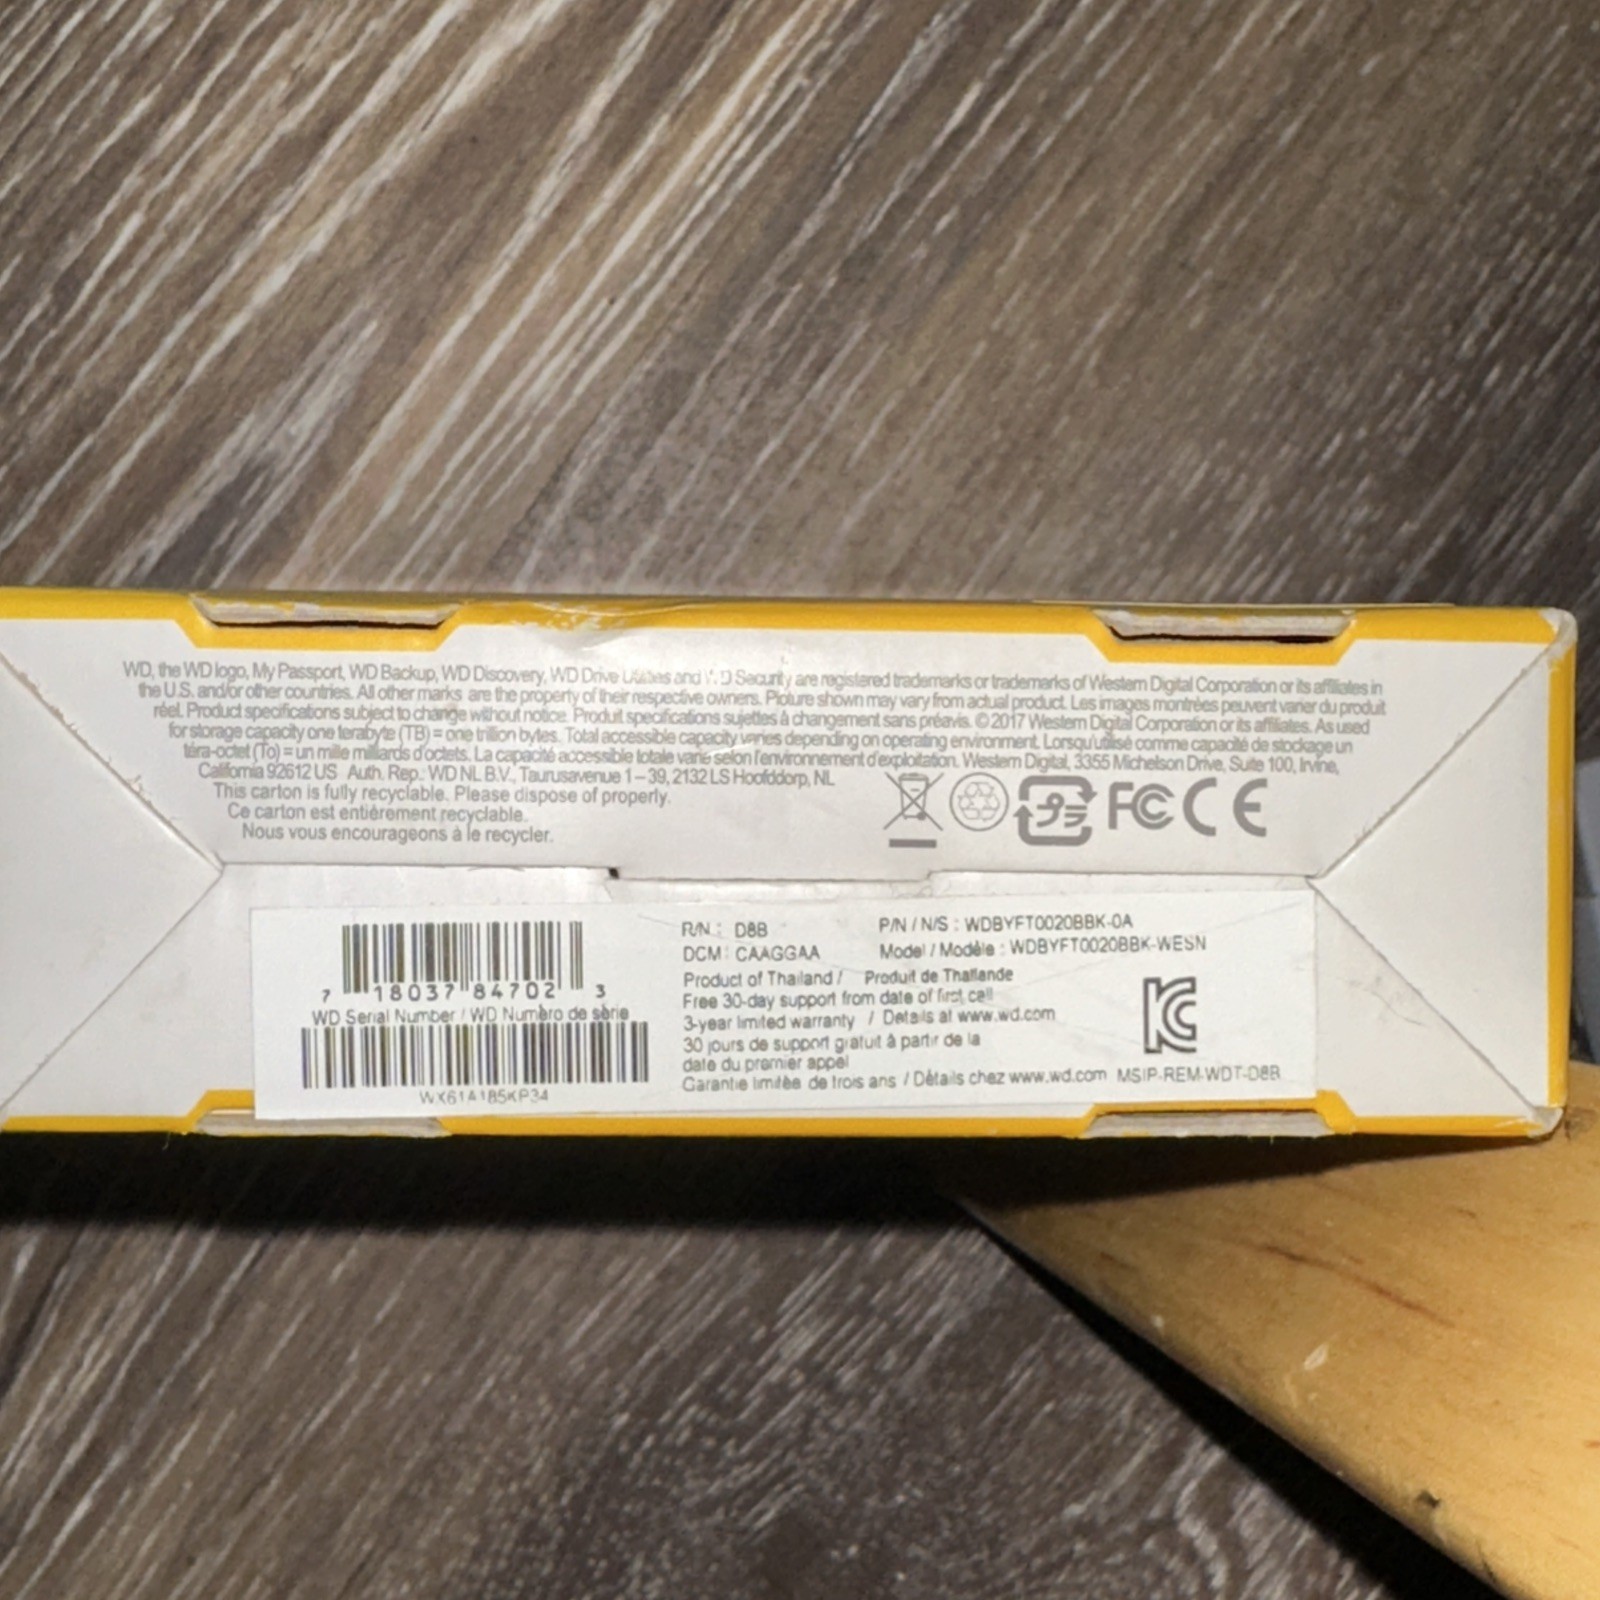 WD, the WD logo, My Passport, WD Backup, WD Discovery, WD Drive Utilities and WD Security are registered trademarks or trademarks of Western Digital Corporation or its affiliates in
the U.S. and/or other countries. All other marks are the property of their respective owners. Picture shown may vary from actual product. Les images montrées peuvent varier du produit
réel. Product specifications subject to change without notice. Produit specifications sujettes à changement sans préavis. © 2017 Western Digital Corporation or its affiliates. As used
for storage capacity one terabyte (TB) = one trillion bytes. Total accessible capacity varies depending on operating environment. Lorsqu'utilisé comme capacité de stockage un
téra-octet (To) = un mille milliards d'octets. La capacité accessible totale varie selon l'environnement d'exploitation. Western Digital, 3355 Michelson Drive, Suite 100, Irvine,
California 92612 US Auth. Rep.: WD NL B.V., Taurusavenue 1 – 39, 2132 LS Hoofddorp, NL
This carton is fully recyclable. Please dispose of properly.
Ce carton est entièrement recyclable.
Nous vous encourageons à le recycler.
FC CE
7 18037 84702 3
WD Serial Number / WD Numèro de sèrie
WX61A185KP34
R/N : D8B P/N / N/S : WDBYFT0020BBK-0A
DCM : CAAGGAA Model / Modèle : WDBYFT0020BBK-WESN
Product of Thailand / Produit de Thaïlande
Free 30-day support from date of first call
3-year limited warranty / Details at www.wd.com
30 jours de support gratuit à partir de la
date du premier appel
Garantie limitée de trois ans / Détails chez www.wd.com MSIP-REM-WDT-D8B